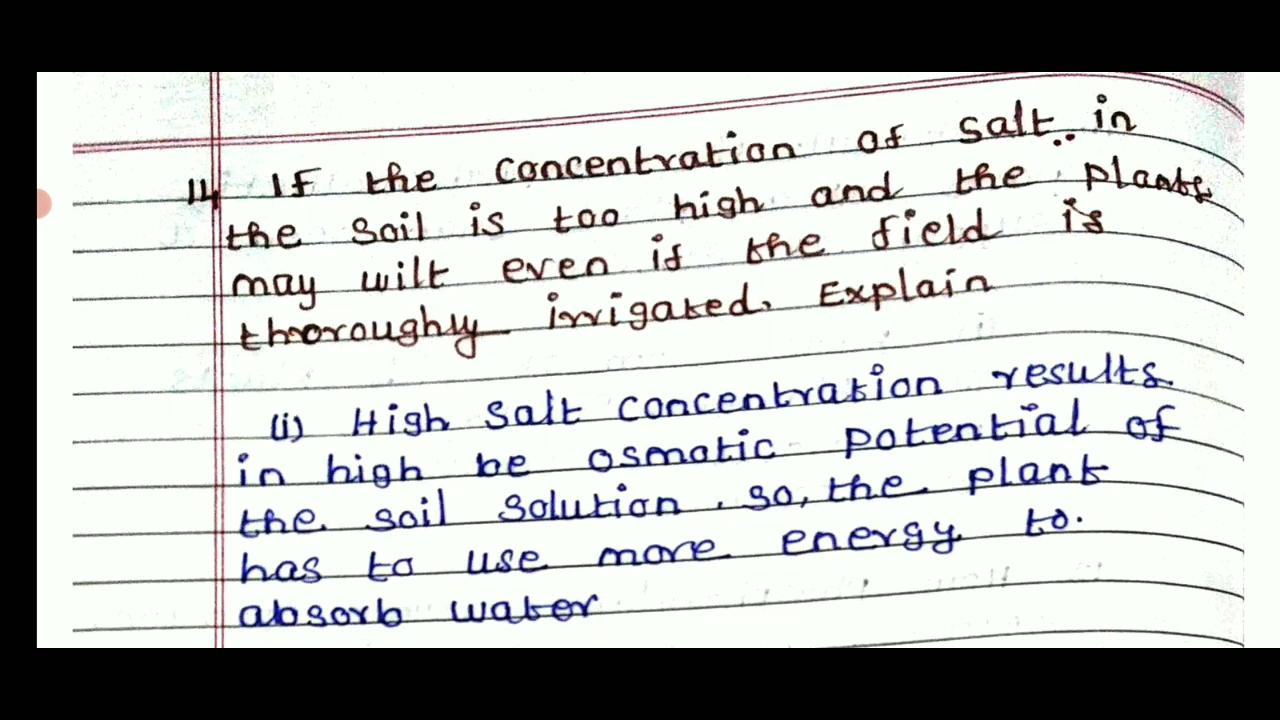 14 If the concentration of salt in
the soil is too high and the plants
may wilt even if the field is
thoroughly irrigated. Explain
(i) High salt concentration results
in high be osmotic potential of
the soil solution. so, the plant
has to use more energy to.
absorb water